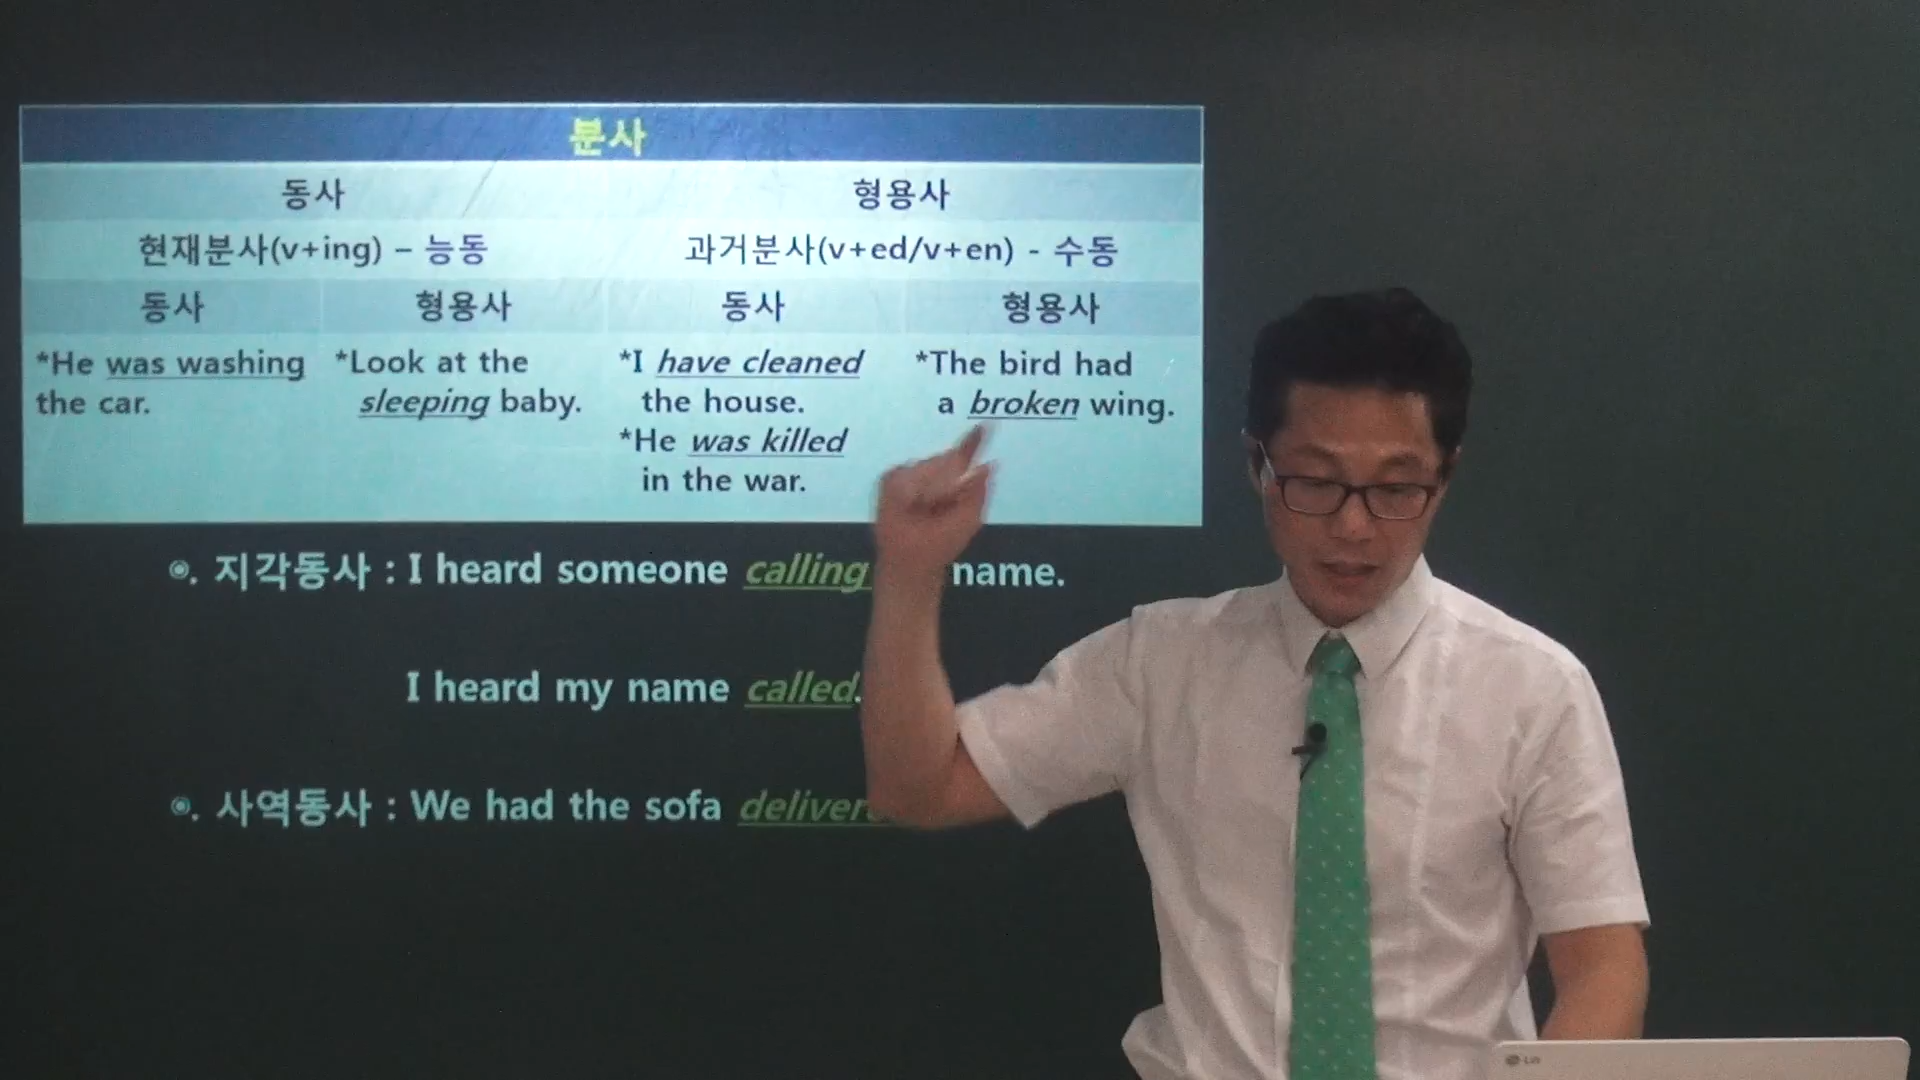 분사
동사 형용사
현재분사(v+ing) – 능동 과거분사(v+ed/v+en) - 수동
동사 형용사 동사 형용사
*He was washing
the car.
*Look at the
sleeping baby.
*I have cleaned
the house.
*He was killed
in the war.
*The bird had
a broken wing.
◉. 지각동사 : I heard someone calling name.
I heard my name called.
◉. 사역동사 : We had the sofa
LG